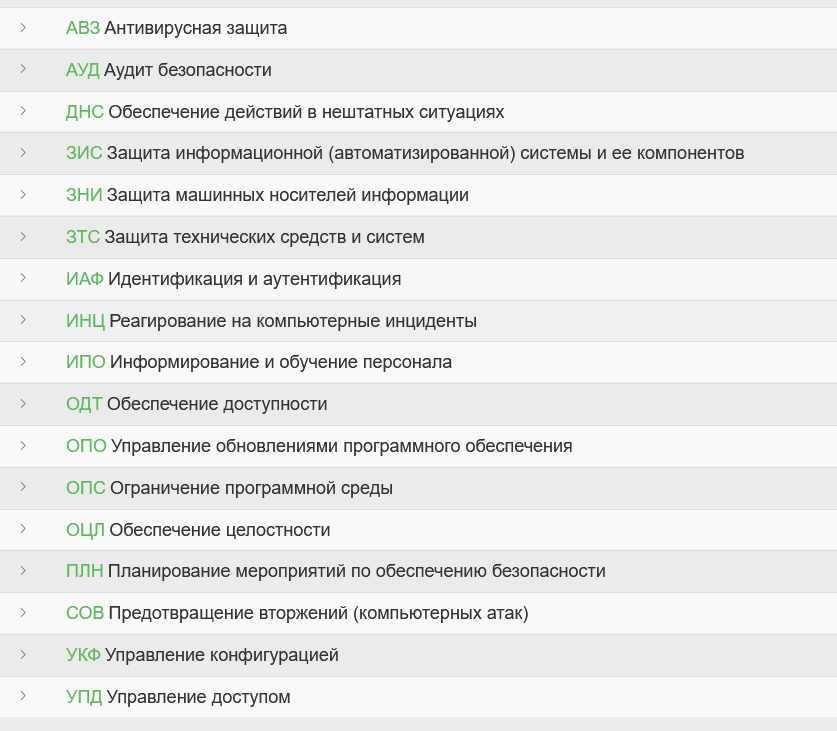 АВЗ Антивирусная защита
АУД Аудит безопасности
ДНС Обеспечение действий в нештатных ситуациях
ЗИС Защита информационной (автоматизированной) системы и ее компонентов
ЗНИ Защита машинных носителей информации
ЗТС Защита технических средств и систем
ИАФ Идентификация и аутентификация
ИНЦ Реагирование на компьютерные инциденты
ИПО Информирование и обучение персонала
ОДТ Обеспечение доступности
ОПО Управление обновлениями программного обеспечения
ОПС Ограничение программной среды
ОЦЛ Обеспечение целостности
ПЛН Планирование мероприятий по обеспечению безопасности
СОВ Предотвращение вторжений (компьютерных атак)
УКФ Управление конфигурацией
УПД Управление доступом